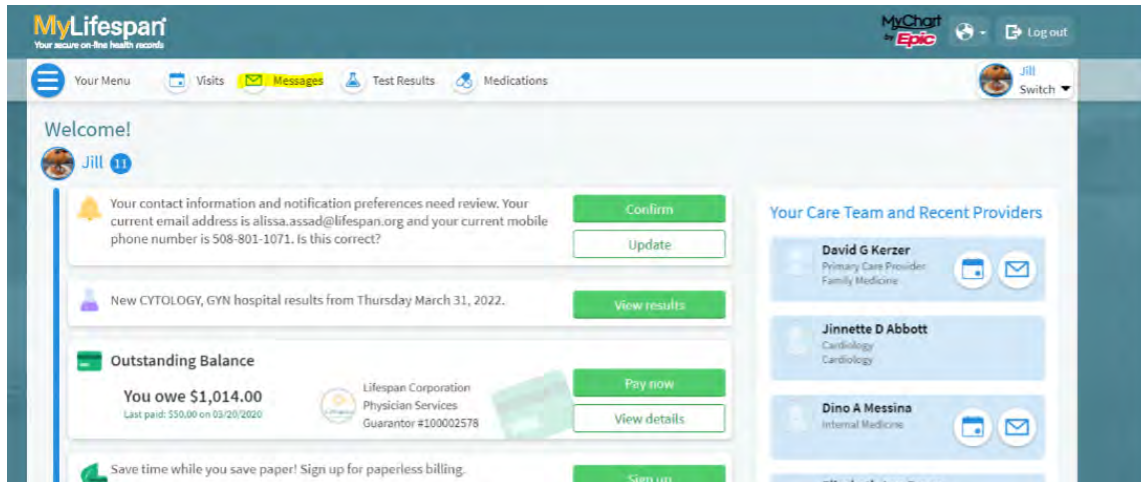 MyLifespan
Your secure on-line health records
MyChart
by Epic
Log out
Your Menu
Visits
Messages
Test Results
Medications
Jill
Switch
Welcome!
Jill 11
Your contact information and notification preferences need review. Your
current email address is alissa.assad@lifespan.org and your current mobile
phone number is 508-801-1071. Is this correct?
Confirm
Update
New CYTOLOGY, GYN hospital results from Thursday March 31, 2022.
View results
Outstanding Balance
You owe $1,014.00
Last paid: $50.00 on 03/20/2020
Lifespan Corporation
Physician Services
Guarantor #100002578
Pay now
View details
Save time while you save paper! Sign up for paperless billing.
Sign up
Your Care Team and Recent Providers
David G Kerzer
Primary Care Provider
Family Medicine
Jinnette D Abbott
Cardiology
Cardiology
Dino A Messina
Internal Medicine